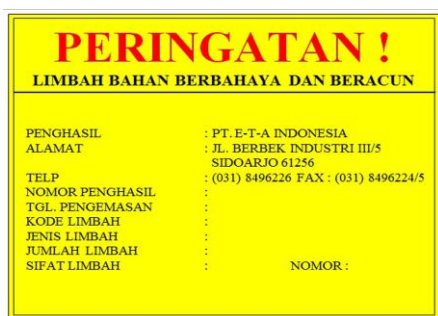 PERINGATAN !
LIMBAH BAHAN BERBAHAYA DAN BERACUN
PENGHASIL : PT. E-T-A INDONESIA
ALAMAT : JL. BERBEK INDUSTRI III/5
SIDOARJO 61256
TELP : (031) 8496226 FAX : (031) 8496224/5
NOMOR PENGHASIL :
TGL. PENGEMASAN :
KODE LIMBAH :
JENIS LIMBAH :
JUMLAH LIMBAH :
SIFAT LIMBAH : NOMOR :